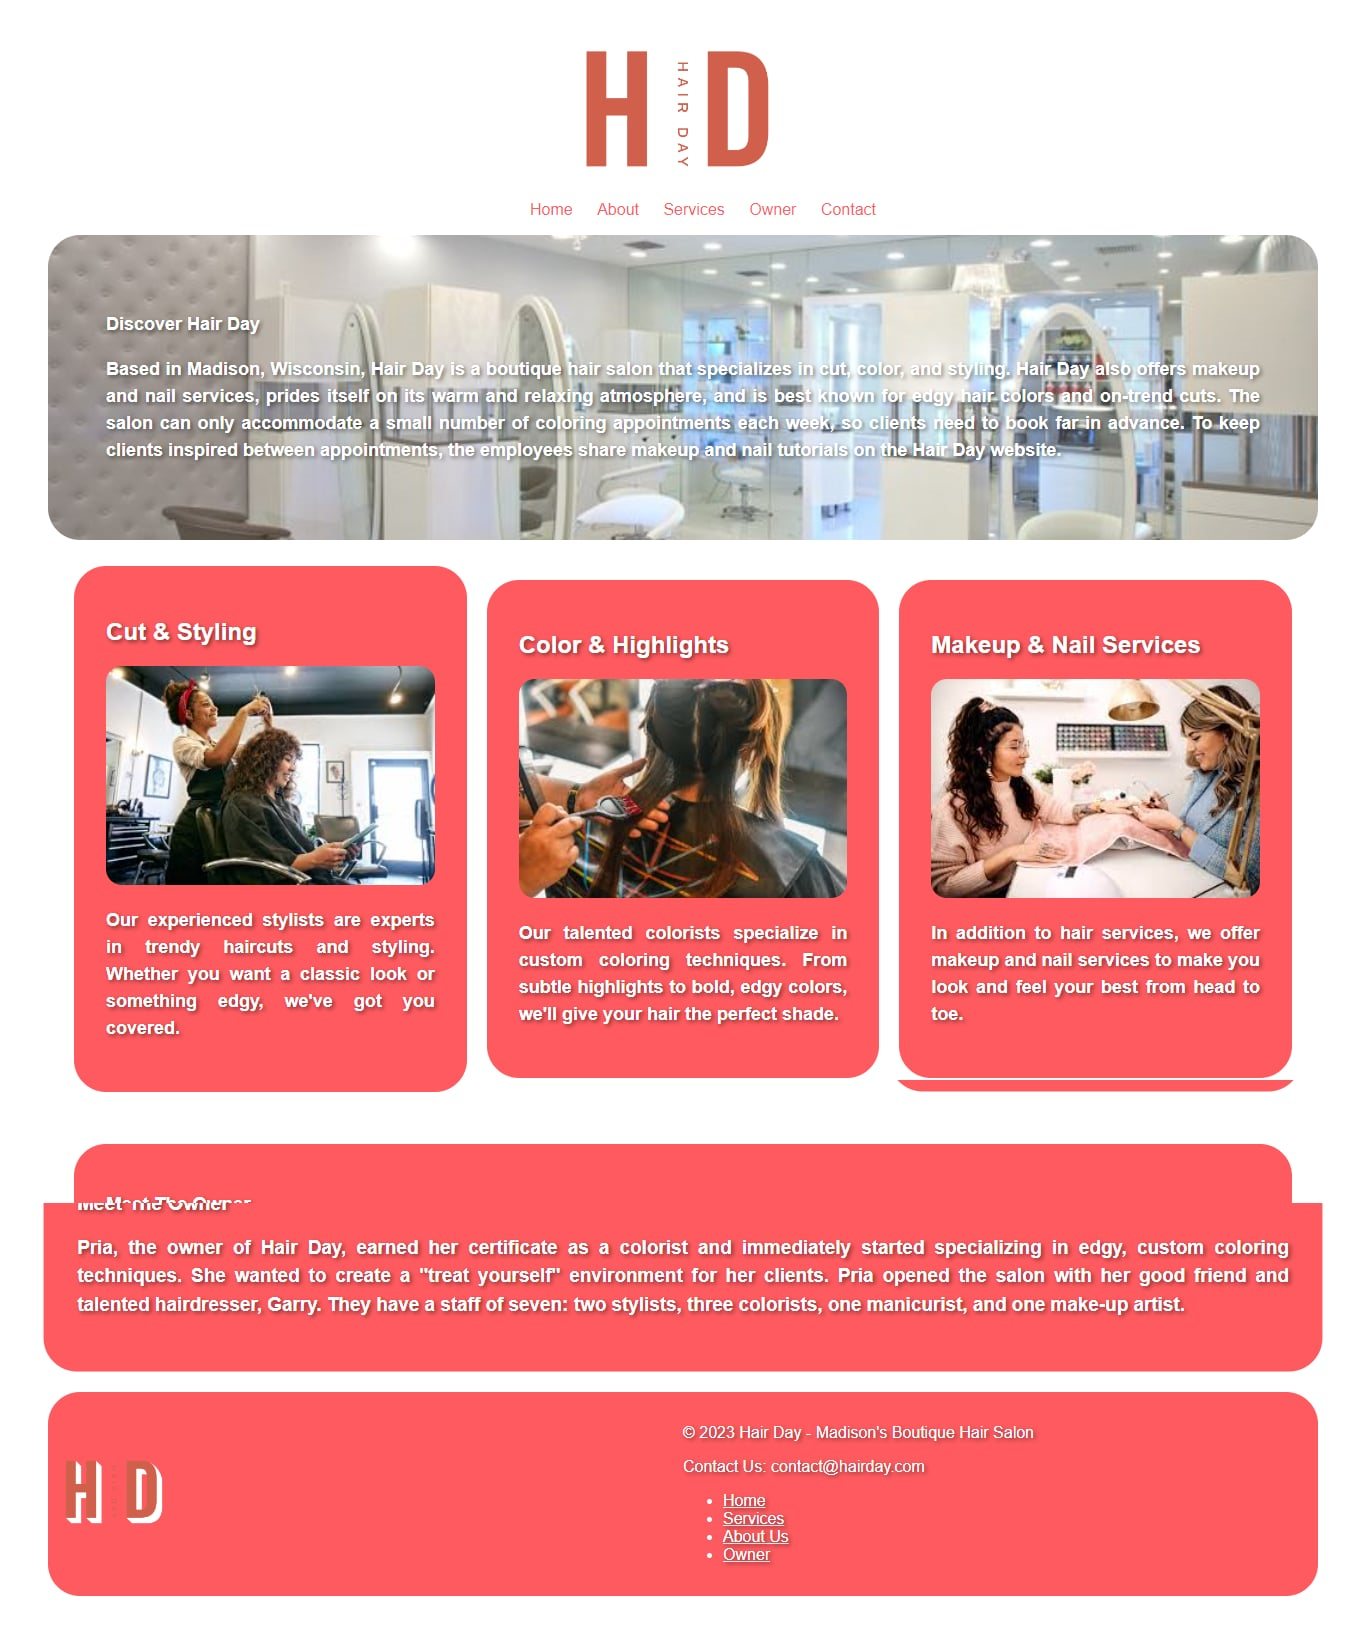 H HAIR DAY D
Home About Services Owner Contact
Discover Hair Day
Based in Madison, Wisconsin, Hair Day is a boutique hair salon that specializes in cut, color, and styling. Hair Day also offers makeup
and nail services, prides itself on its warm and relaxing atmosphere, and is best known for edgy hair colors and on-trend cuts. The
salon can only accommodate a small number of coloring appointments each week, so clients need to book far in advance. To keep
clients inspired between appointments, the employees share makeup and nail tutorials on the Hair Day website.
Cut & Styling
Our experienced stylists are experts
in trendy haircuts and styling.
Whether you want a classic look or
something edgy, we've got you
covered.
Color & Highlights
Our talented colorists specialize in
custom coloring techniques. From
subtle highlights to bold, edgy colors,
we'll give your hair the perfect shade.
Makeup & Nail Services
In addition to hair services, we offer
makeup and nail services to make you
look and feel your best from head to
toe.
Meet The Owner
Pria, the owner of Hair Day, earned her certificate as a colorist and immediately started specializing in edgy, custom coloring
techniques. She wanted to create a "treat yourself" environment for her clients. Pria opened the salon with her good friend and
talented hairdresser, Garry. They have a staff of seven: two stylists, three colorists, one manicurist, and one make-up artist.
H D
© 2023 Hair Day - Madison's Boutique Hair Salon
Contact Us: contact@hairday.com
Home
Services
About Us
Owner